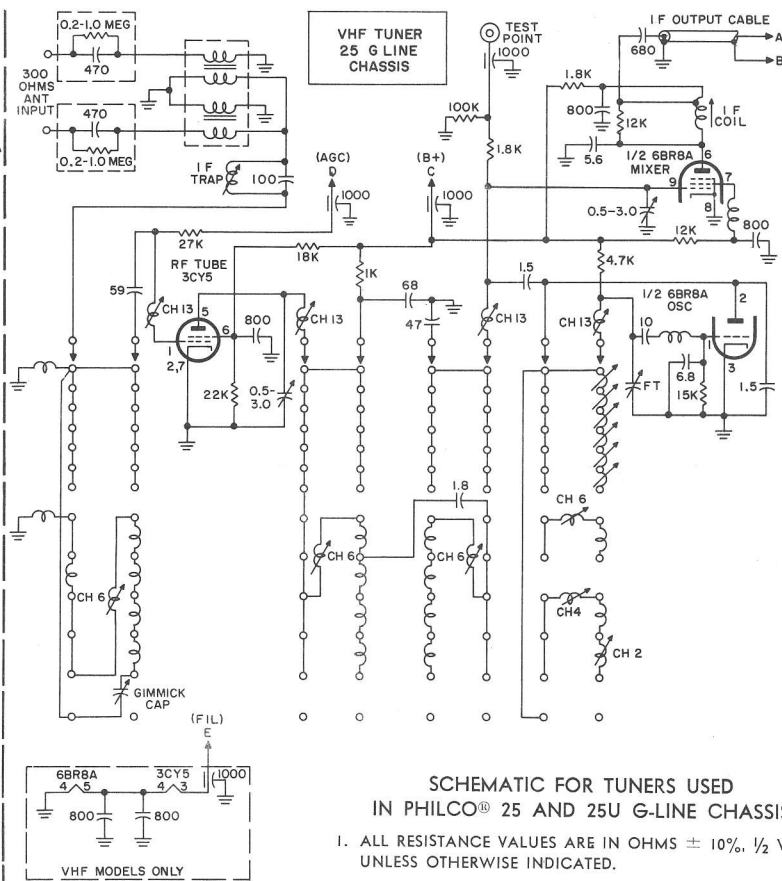 0.2-1.0 MEG
470
300
OHMS
ANT
INPUT
470
0.2-1.0 MEG
VHF TUNER
25 G LINE
CHASSIS
TEST
POINT
1000
I F OUTPUT CABLE
680
A
B
1.8K
800
12K
I F
COIL
100K
1.8K
5.6
1/2 6BR8A
MIXER
6
7
9
8
0.5-3.0
I F
TRAP
100
(AGC)
D
1000
(B+)
C
1000
12K
800
27K
18K
4.7K
59
RF TUBE
3CY5
1K
68
47
1.5
1/2 6BR8A
OSC
2
CH 13
5
6
1
2,7
800
CH 13
CH 13
CH 13
10
1
3
6.8
15K
1.5
FT
22K
0.5-
3.0
1.8
CH 6
CH 6
CH 6
CH 6
CH4
CH 2
GIMMICK
CAP
(FIL)
E
1000
6BR8A
4 5
3CY5
4 3
800
800
VHF MODELS ONLY
SCHEMATIC FOR TUNERS USED
IN PHILCO® 25 AND 25U G-LINE CHASSIS
1. ALL RESISTANCE VALUES ARE IN OHMS ± 10%, ½ W
UNLESS OTHERWISE INDICATED.